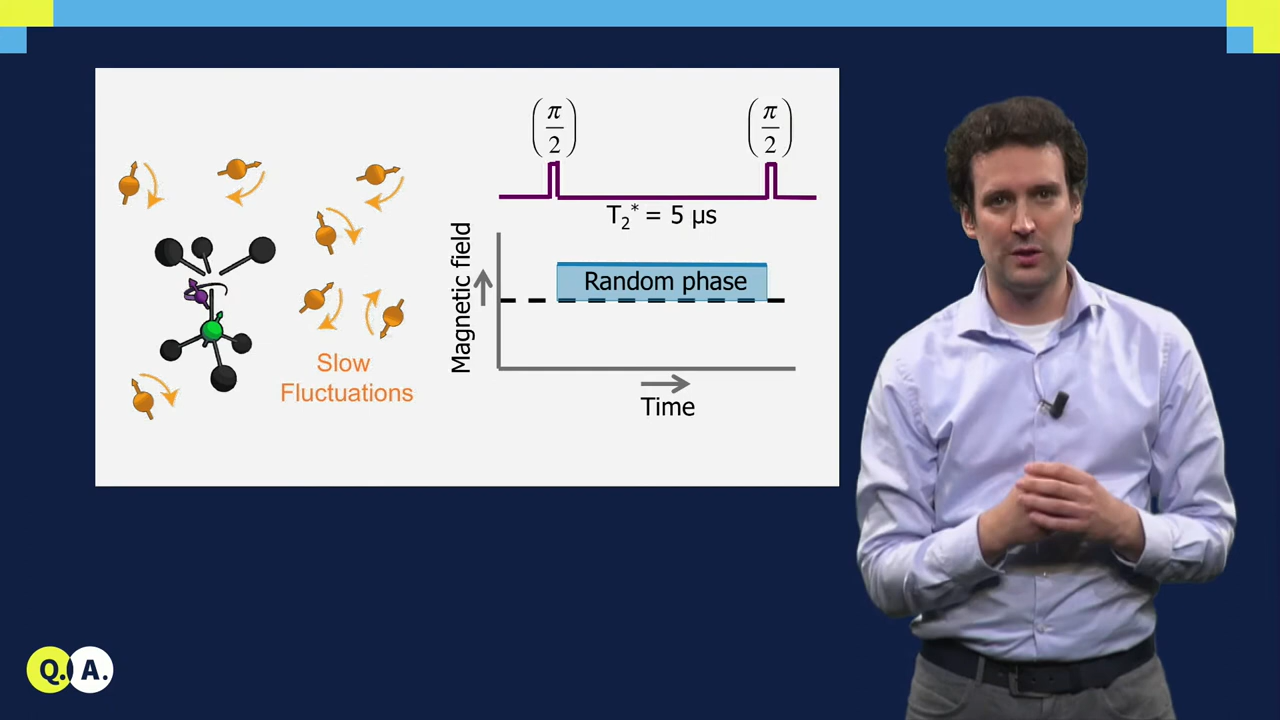 (π/2)
(π/2)
T₂* = 5 µs
Magnetic field
Random phase
Time
Slow
Fluctuations
Q. A.